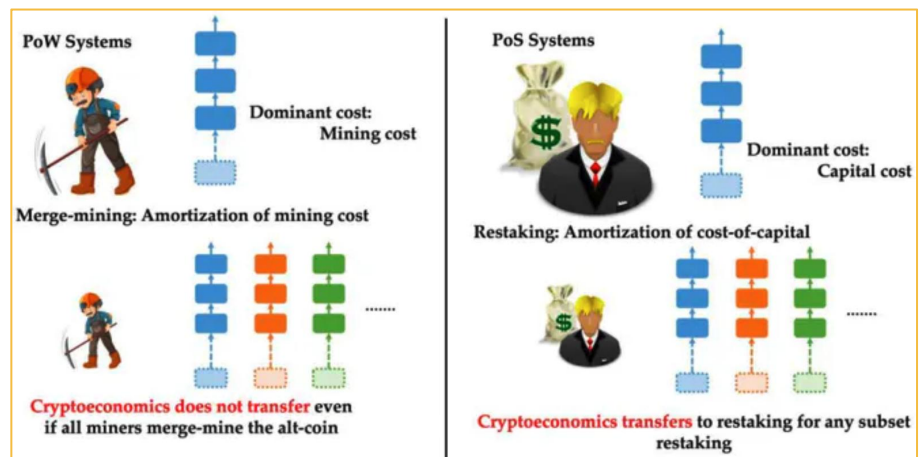 PoW Systems
Dominant cost:
Mining cost
Merge-mining: Amortization of mining cost
.......
Cryptoeconomics does not transfer even
if all miners merge-mine the alt-coin
PoS Systems
$
Dominant cost:
Capital cost
Restaking: Amortization of cost-of-capital
$
.......
Cryptoeconomics transfers to restaking for any subset
restaking